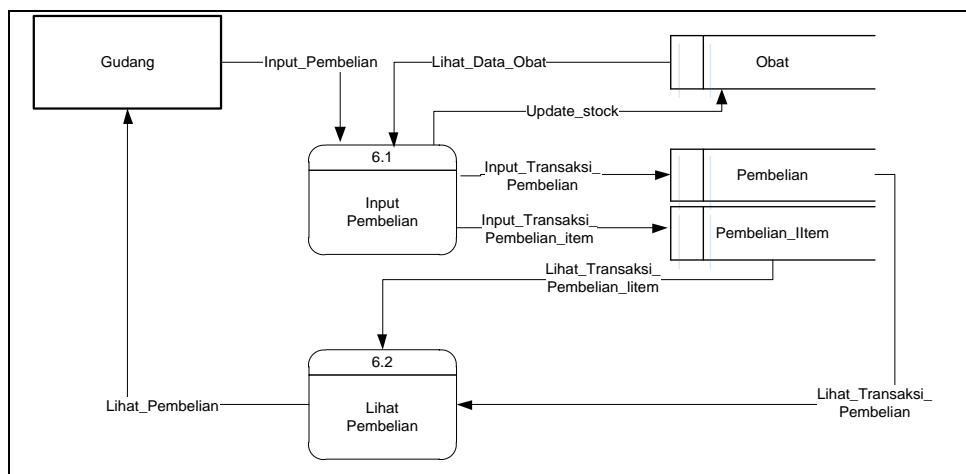 Gudang
Input_Pembelian
Lihat_Data_Obat
Obat
Update_stock
6.1
Input
Pembelian
Input_Transaksi_
Pembelian
Pembelian
Input_Transaksi_
Pembelian_item
Pembelian_IItem
Lihat_Transaksi_
Pembelian_Iitem
6.2
Lihat
Pembelian
Lihat_Pembelian
Lihat_Transaksi_
Pembelian